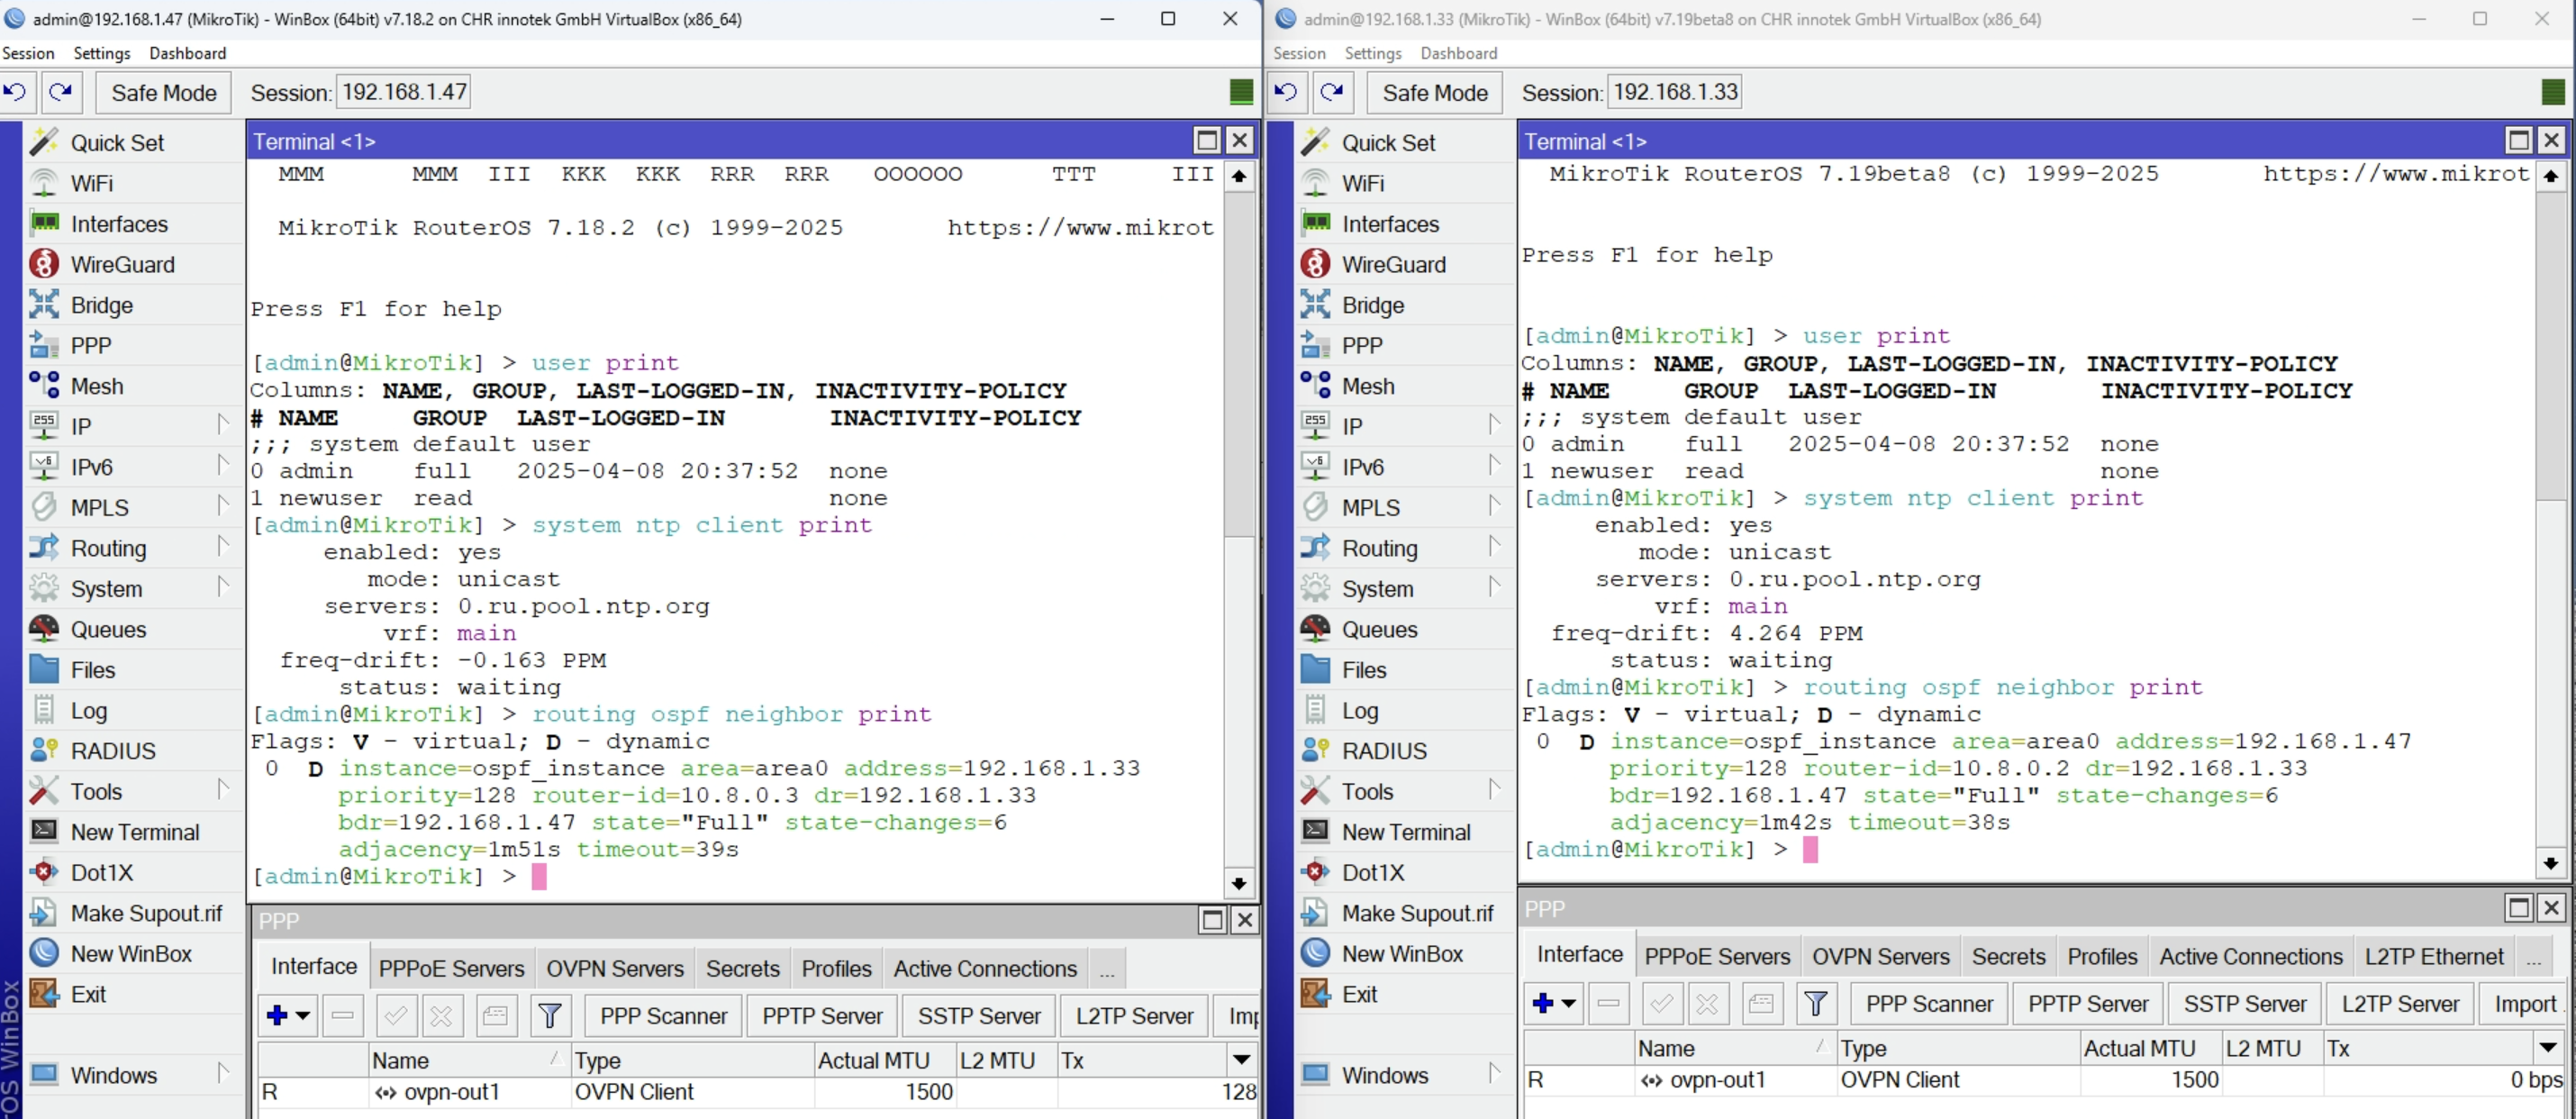 admin@192.168.1.47 (MikroTik) - WinBox (64bit) v7.18.2 on CHR innotek GmbH VirtualBox (x86_64)
Session Settings Dashboard
Safe Mode Session: 192.168.1.47
Quick Set
WiFi
Interfaces
WireGuard
Bridge
PPP
Mesh
IP
IPv6
MPLS
Routing
System
Queues
Files
Log
RADIUS
Tools
New Terminal
Dot1X
Make Supout.rif
New WinBox
Exit
Windows
OS WinBox
Terminal <1>
MMM MMM III KKK KKK RRR RRR OOOOOO TTT III
MikroTik RouterOS 7.18.2 (c) 1999-2025 https://www.mikrot
Press F1 for help
[admin@MikroTik] > user print
Columns: NAME, GROUP, LAST-LOGGED-IN, INACTIVITY-POLICY
# NAME GROUP LAST-LOGGED-IN INACTIVITY-POLICY
;;; system default user
0 admin full 2025-04-08 20:37:52 none
1 newuser read none
[admin@MikroTik] > system ntp client print
enabled: yes
mode: unicast
servers: 0.ru.pool.ntp.org
vrf: main
freq-drift: -0.163 PPM
status: waiting
[admin@MikroTik] > routing ospf neighbor print
Flags: V - virtual; D - dynamic
0 D instance=ospf_instance area=area0 address=192.168.1.33
priority=128 router-id=10.8.0.3 dr=192.168.1.33
bdr=192.168.1.47 state="Full" state-changes=6
adjacency=1m51s timeout=39s
[admin@MikroTik] >
PPP
Interface PPPoE Servers OVPN Servers Secrets Profiles Active Connections ...
PPP Scanner PPTP Server SSTP Server L2TP Server Imp
Name Type Actual MTU L2 MTU Tx
R ovpn-out1 OVPN Client 1500 128
admin@192.168.1.33 (MikroTik) - WinBox (64bit) v7.19beta8 on CHR innotek GmbH VirtualBox (x86_64)
Session Settings Dashboard
Safe Mode Session: 192.168.1.33
Quick Set
WiFi
Interfaces
WireGuard
Bridge
PPP
Mesh
IP
IPv6
MPLS
Routing
System
Queues
Files
Log
RADIUS
Tools
New Terminal
Dot1X
Make Supout.rif
New WinBox
Exit
Windows
Terminal <1>
MikroTik RouterOS 7.19beta8 (c) 1999-2025 https://www.mikrot
Press F1 for help
[admin@MikroTik] > user print
Columns: NAME, GROUP, LAST-LOGGED-IN, INACTIVITY-POLICY
# NAME GROUP LAST-LOGGED-IN INACTIVITY-POLICY
;;; system default user
0 admin full 2025-04-08 20:37:52 none
1 newuser read none
[admin@MikroTik] > system ntp client print
enabled: yes
mode: unicast
servers: 0.ru.pool.ntp.org
vrf: main
freq-drift: 4.264 PPM
status: waiting
[admin@MikroTik] > routing ospf neighbor print
Flags: V - virtual; D - dynamic
0 D instance=ospf_instance area=area0 address=192.168.1.47
priority=128 router-id=10.8.0.2 dr=192.168.1.33
bdr=192.168.1.47 state="Full" state-changes=6
adjacency=1m42s timeout=38s
[admin@MikroTik] >
PPP
Interface PPPoE Servers OVPN Servers Secrets Profiles Active Connections L2TP Ethernet ...
PPP Scanner PPTP Server SSTP Server L2TP Server Import
Name Type Actual MTU L2 MTU Tx
R ovpn-out1 OVPN Client 1500 0 bps